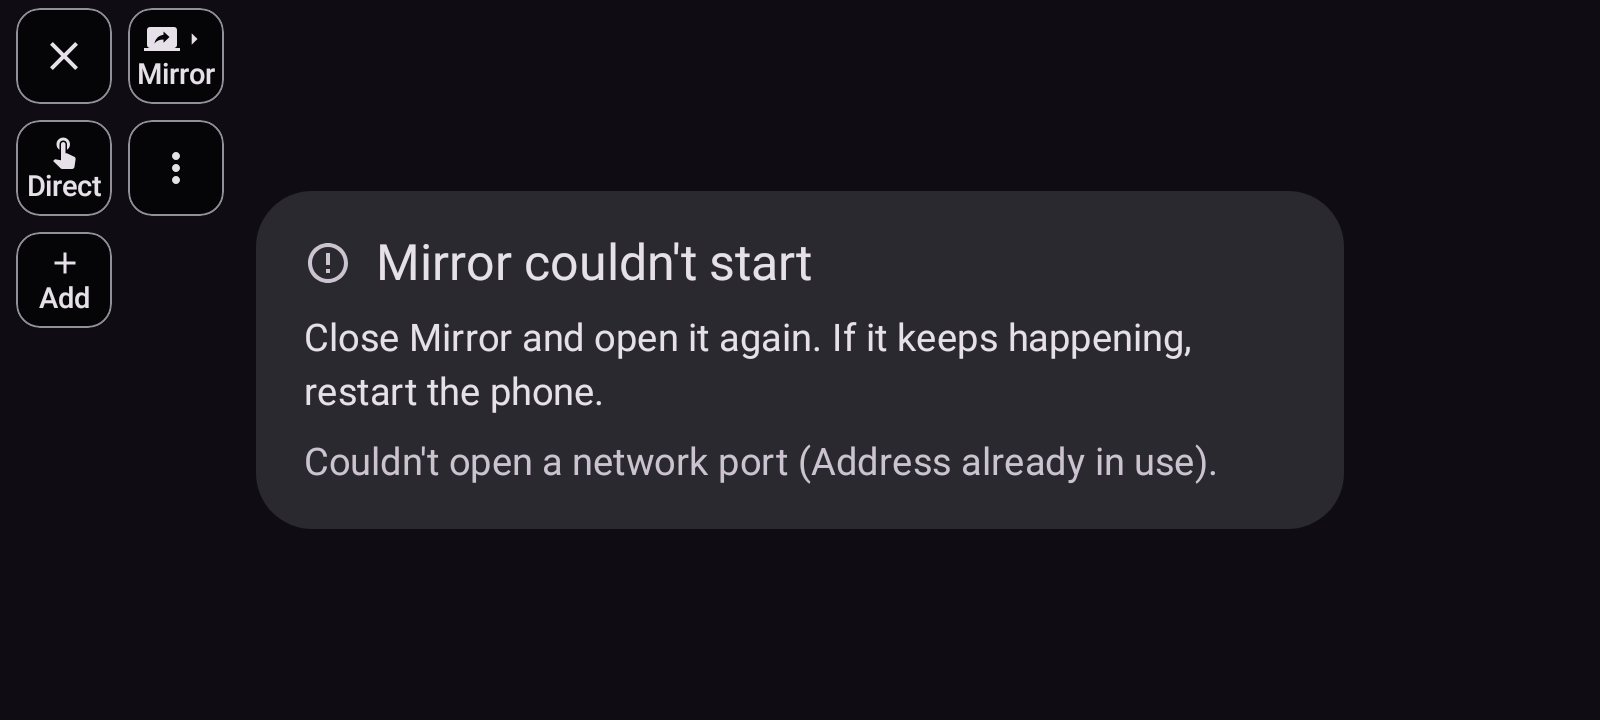 Mirror
Direct
Add
Mirror couldn't start
Close Mirror and open it again. If it keeps happening,
restart the phone.
Couldn't open a network port (Address already in use).